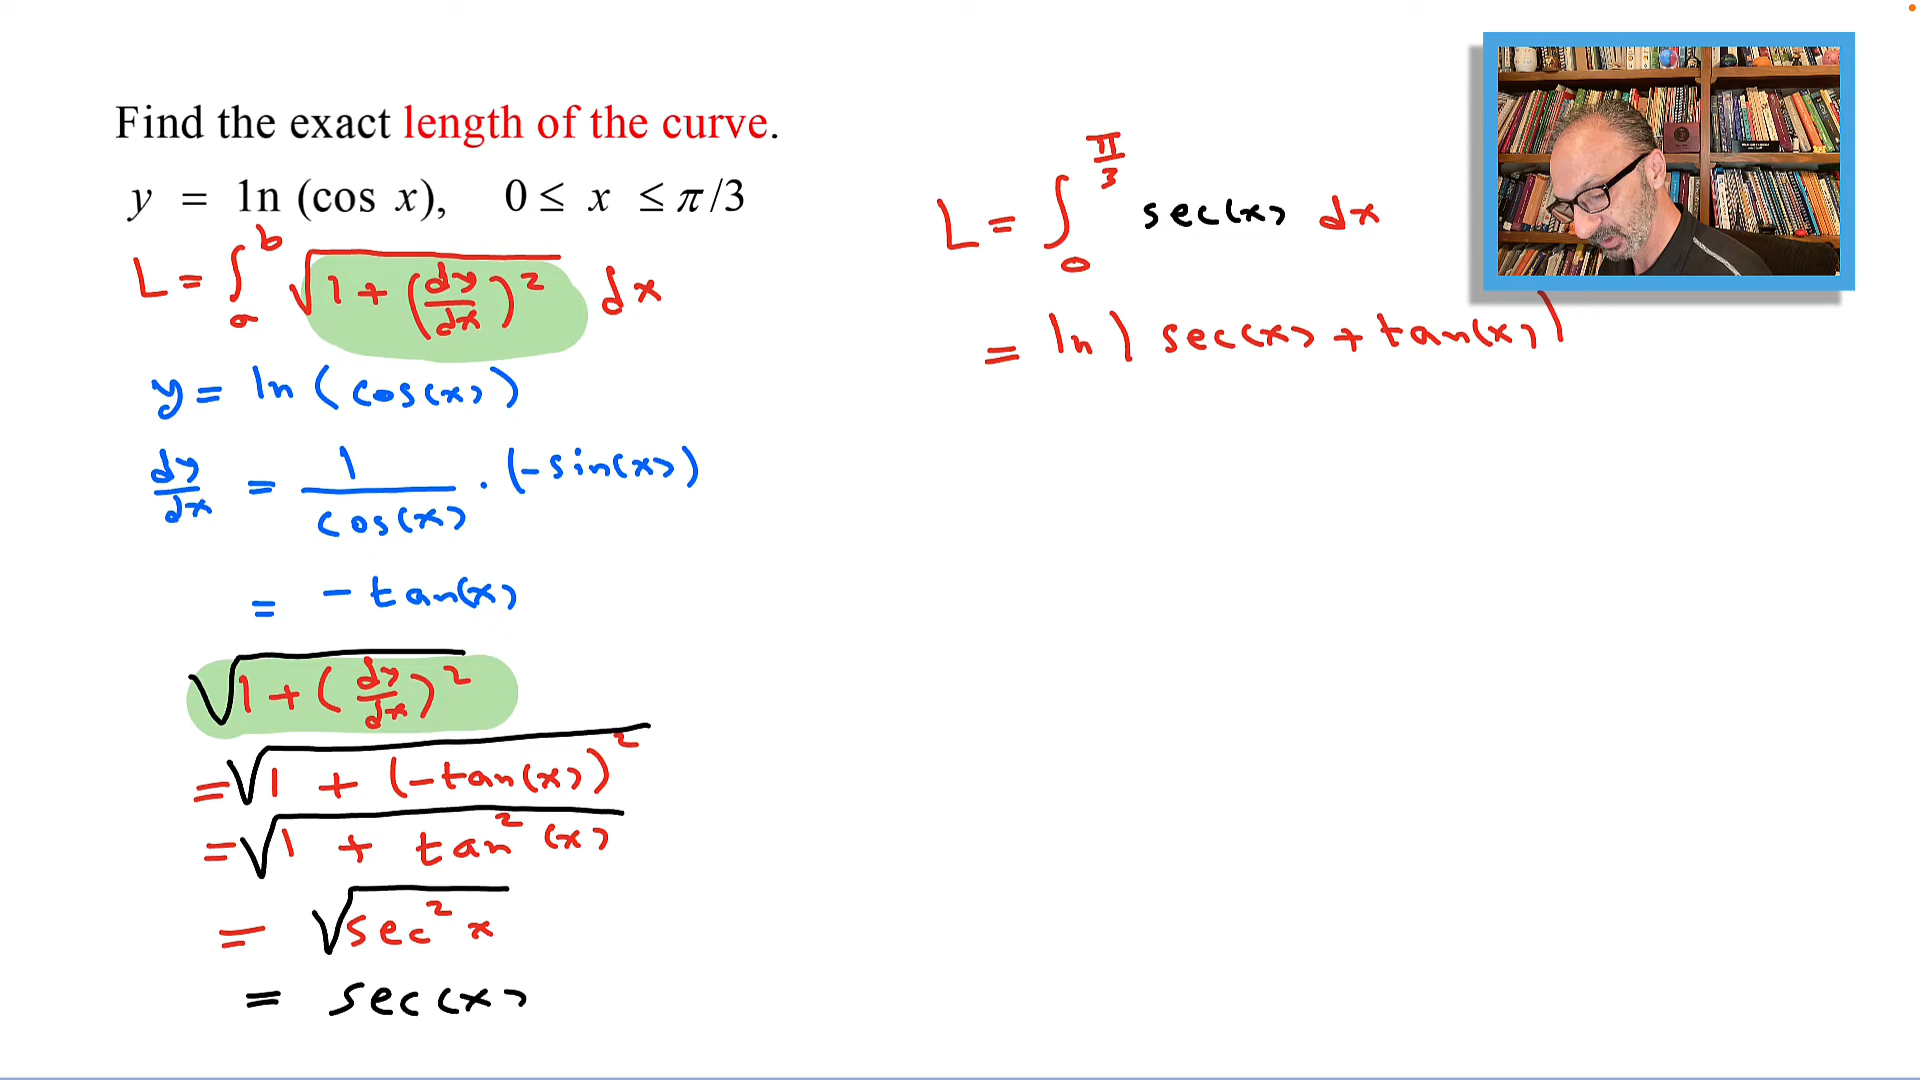 Find the exact length of the curve.
y = ln (cos x), 0 ≤ x ≤ π/3
L = ∫_a^b √(1 + (dy/dx)²) dx
y = ln (cos(x))
dy/dx = 1/cos(x) · (-sin(x))
= - tan(x)
√(1 + (dy/dx)²)
= √(1 + (-tan(x))²)
= √(1 + tan²(x))
= √(sec² x)
= sec(x)
L = ∫_0^(π/3) sec(x) dx
= ln | sec(x) + tan(x) |